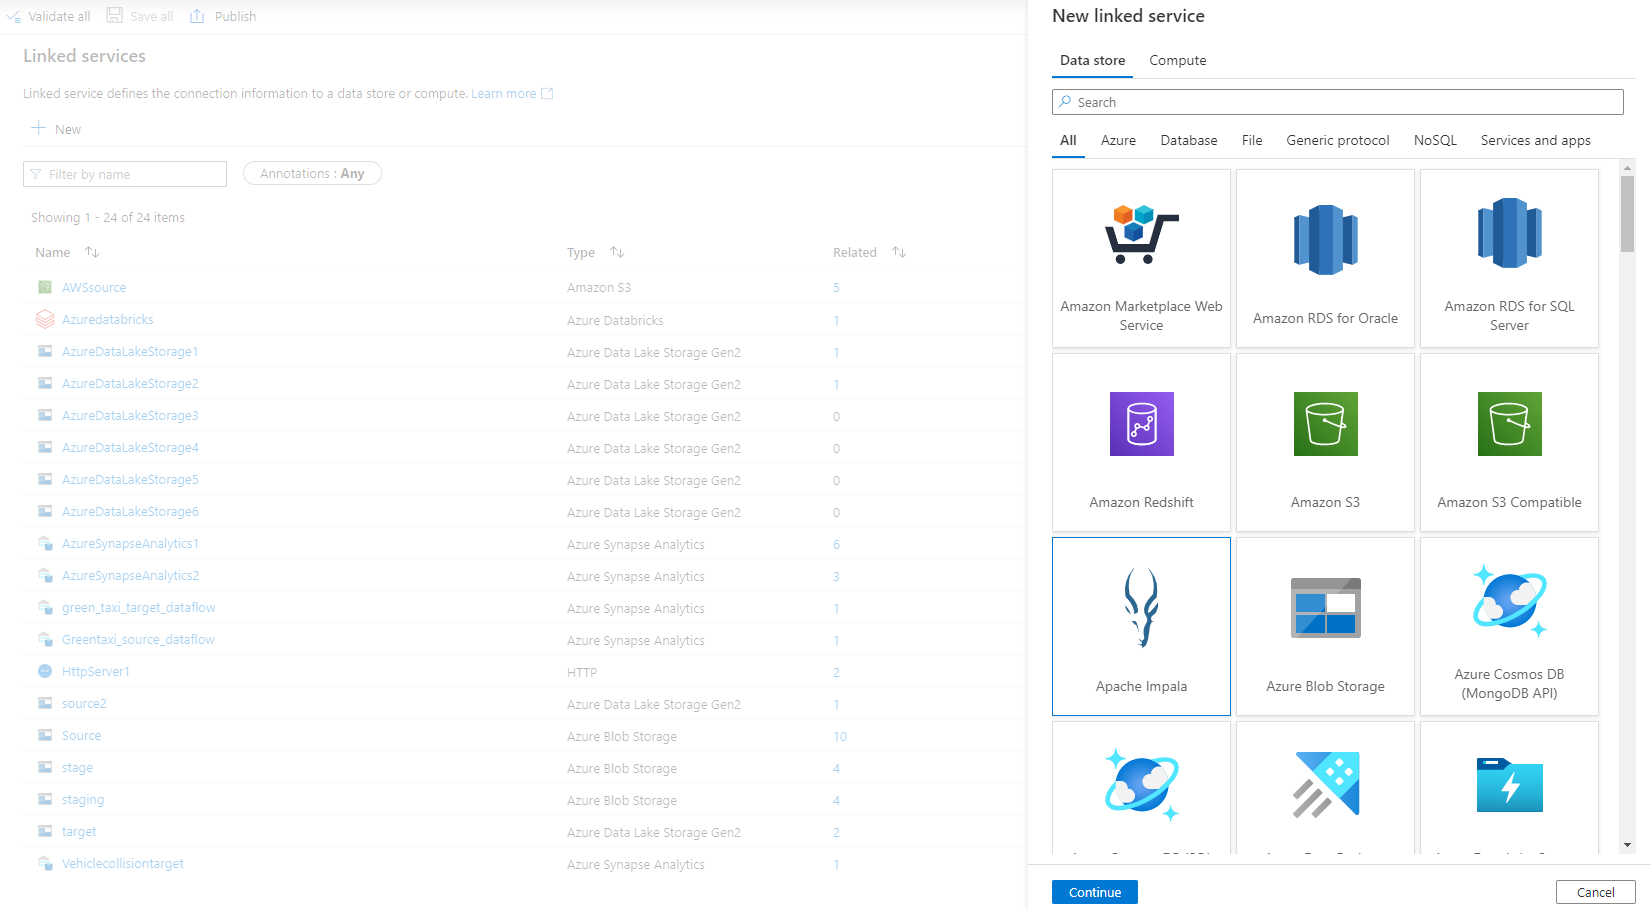 Validate all Save all Publish
Linked services
Linked service defines the connection information to a data store or compute. Learn more
New
Filter by name
Annotations : Any
Showing 1 - 24 of 24 items
Name Type Related
AWSsource Amazon S3 5
Azuredatabricks Azure Databricks 1
AzureDataLakeStorage1 Azure Data Lake Storage Gen2 1
AzureDataLakeStorage2 Azure Data Lake Storage Gen2 1
AzureDataLakeStorage3 Azure Data Lake Storage Gen2 0
AzureDataLakeStorage4 Azure Data Lake Storage Gen2 0
AzureDataLakeStorage5 Azure Data Lake Storage Gen2 0
AzureDataLakeStorage6 Azure Data Lake Storage Gen2 0
AzureSynapseAnalytics1 Azure Synapse Analytics 6
AzureSynapseAnalytics2 Azure Synapse Analytics 3
green_taxi_target_dataflow Azure Synapse Analytics 1
Greentaxi_source_dataflow Azure Synapse Analytics 1
HttpServer1 HTTP 2
source2 Azure Data Lake Storage Gen2 1
Source Azure Blob Storage 10
stage Azure Blob Storage 4
staging Azure Blob Storage 4
target Azure Data Lake Storage Gen2 2
Vehiclecollisiontarget Azure Synapse Analytics 1
New linked service
Data store Compute
Search
All Azure Database File Generic protocol NoSQL Services and apps
Amazon Marketplace Web
Service
Amazon RDS for Oracle
Amazon RDS for SQL
Server
Amazon Redshift
Amazon S3
Amazon S3 Compatible
Apache Impala
Azure Blob Storage
Azure Cosmos DB
(MongoDB API)
Continue
Cancel